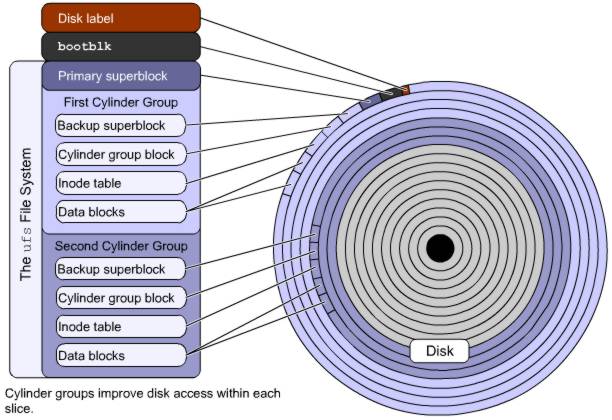 Disk label
bootblk
Primary superblock
First Cylinder Group
Backup superblock
Cylinder group block
Inode table
Data blocks
The ufs File System
Second Cylinder Group
Backup superblock
Cylinder group block
Inode table
Data blocks
Disk
Cylinder groups improve disk access within each
slice.